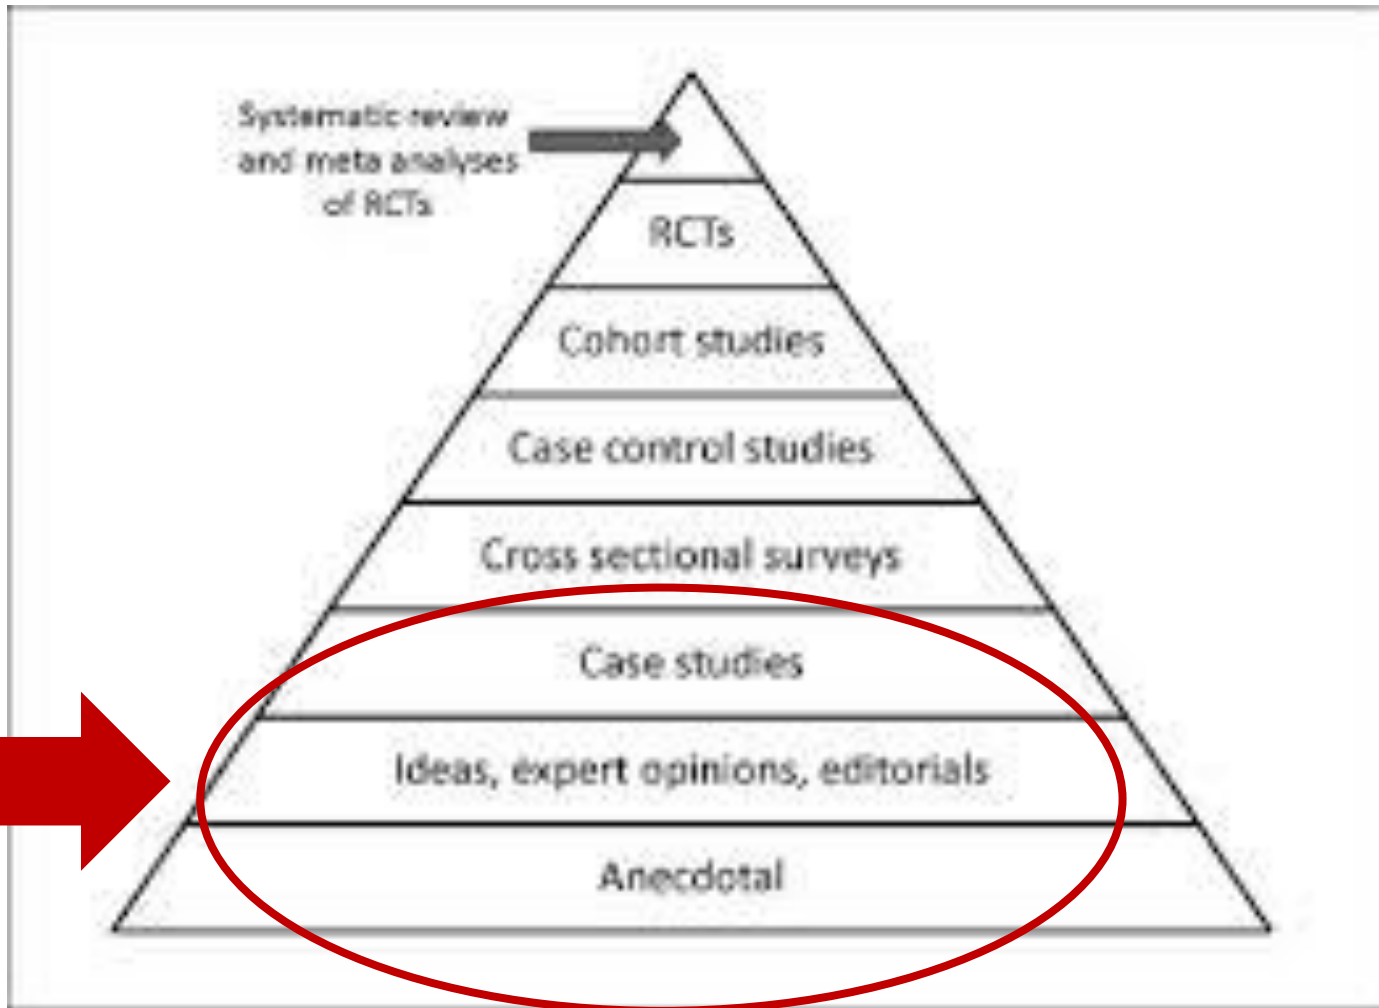 Systematic review
and meta analyses
of RCTs
RCTs
Cohort studies
Case control studies
Cross sectional surveys
Case studies
Ideas, expert opinions, editorials
Anecdotal